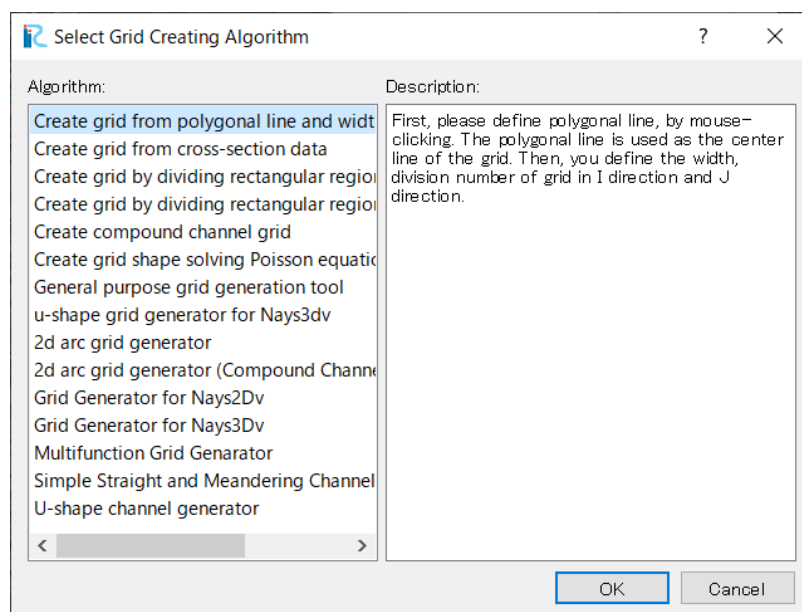 Select Grid Creating Algorithm
Algorithm:
Create grid from polygonal line and widt
Create grid from cross-section data
Create grid by dividing rectangular region
Create grid by dividing rectangular region
Create compound channel grid
Create grid shape solving Poisson equatic
General purpose grid generation tool
u-shape grid generator for Nays3dv
2d arc grid generator
2d arc grid generator (Compound Channe
Grid Generator for Nays2Dv
Grid Generator for Nays3Dv
Multifunction Grid Genarator
Simple Straight and Meandering Channel
U-shape channel generator
Description:
First, please define polygonal line, by mouse-
clicking. The polygonal line is used as the center
line of the grid. Then, you define the width,
division number of grid in I direction and J
direction.
OK
Cancel